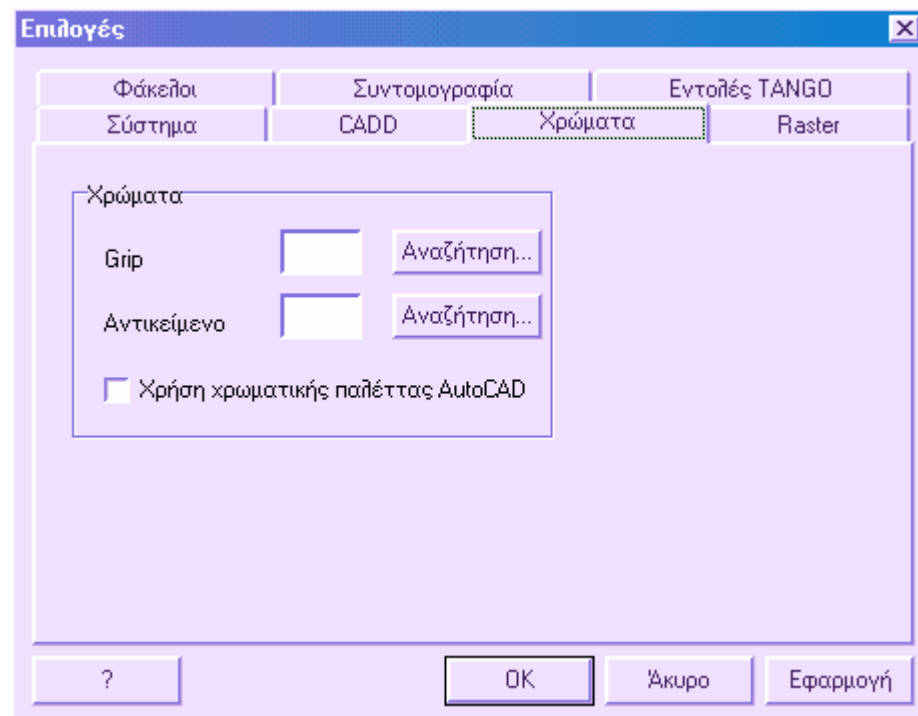 Επιλογές
Φάκελοι Συντομογραφία Εντολές TANGO
Σύστημα CADD Χρώματα Raster
Χρώματα
Grip Αναζήτηση...
Αντικείμενο Αναζήτηση...
Χρήση χρωματικής παλέττας AutoCAD
? OK Άκυρο Εφαρμογή